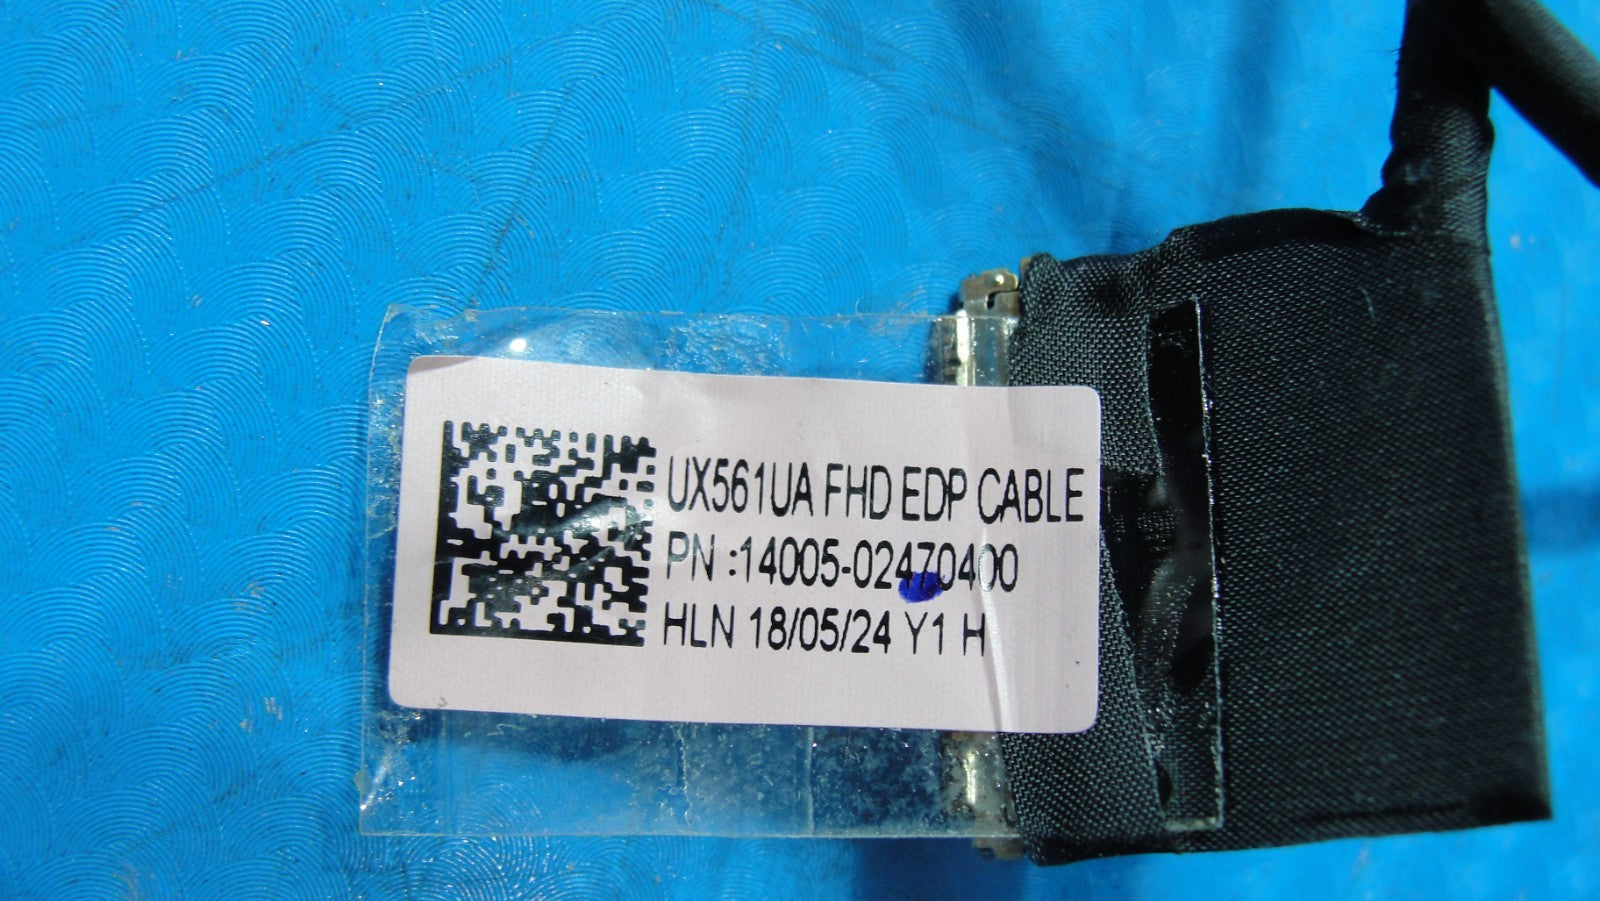 UX561UA FHD EDP CABLE
PN :14005-02470400
HLN 18/05/24 Y1 H